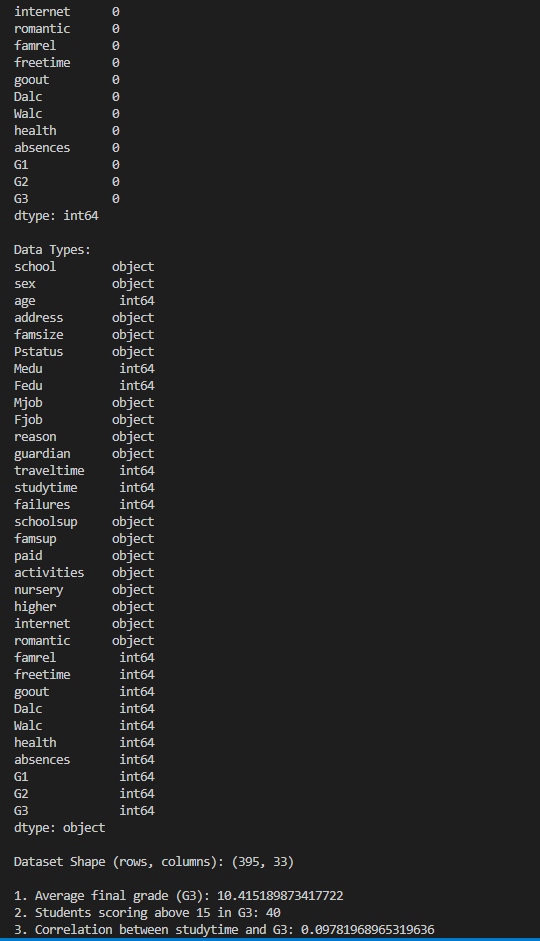 internet      0
romantic      0
famrel        0
freetime      0
goout         0
Dalc          0
Walc          0
health        0
absences      0
G1            0
G2            0
G3            0
dtype: int64

Data Types:
school        object
sex           object
age            int64
address       object
famsize       object
Pstatus       object
Medu           int64
Fedu           int64
Mjob          object
Fjob          object
reason        object
guardian      object
traveltime     int64
studytime      int64
failures       int64
schoolsup     object
famsup        object
paid          object
activities    object
nursery       object
higher        object
internet      object
romantic      object
famrel         int64
freetime       int64
goout          int64
Dalc           int64
Walc           int64
health         int64
absences       int64
G1             int64
G2             int64
G3             int64
dtype: object

Dataset Shape (rows, columns): (395, 33)

1. Average final grade (G3): 10.415189873417722
2. Students scoring above 15 in G3: 40
3. Correlation between studytime and G3: 0.09781968965319636